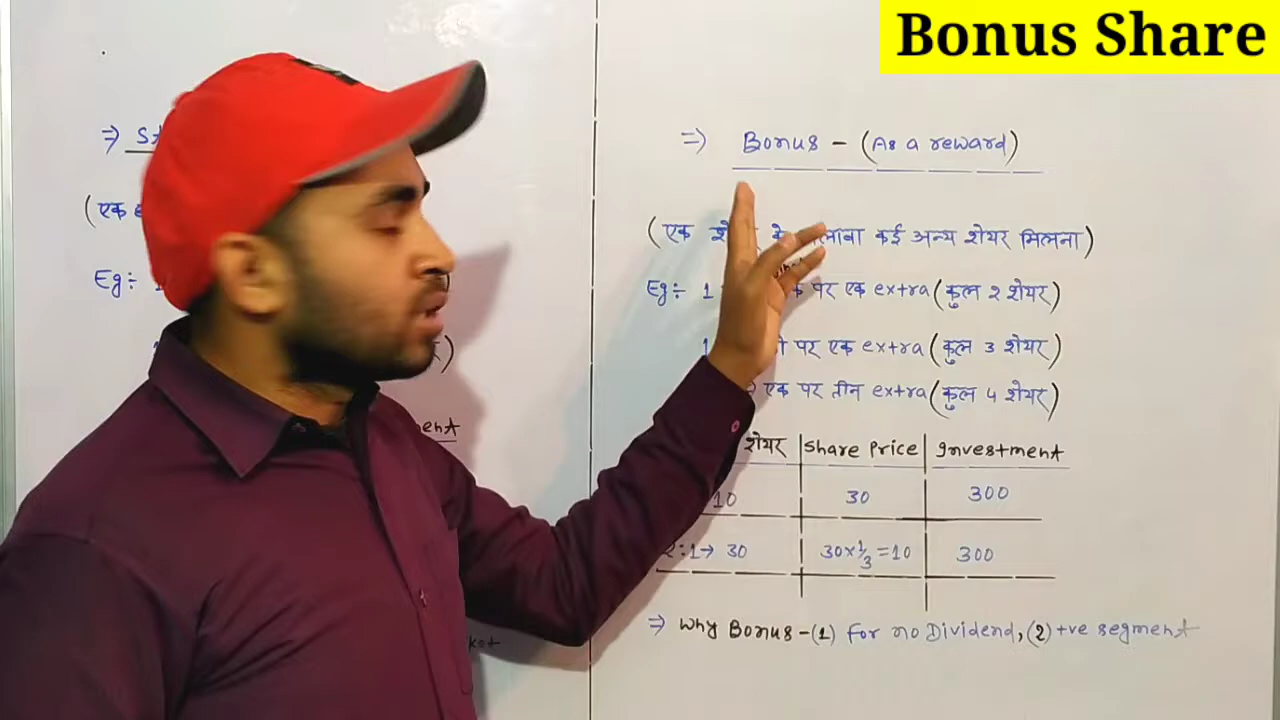 Bonus Share
⇒ St
⇒ Bonus - (As a reward)
(एक
(एक कई अन्य शेयर मिलना)
Eg:- 1
Eg:- 1 पर एक extra (कुल 2 शेयर)
पर एक extra (कुल 3 शेयर)
एक पर तीन extra (कुल 4 शेयर)
शेयर Share Price Investment
10 30 300
2:1→ 30 30×1/3=10 300
⇒ Why Bonus-(1) For no Dividend, (2) +ve segment